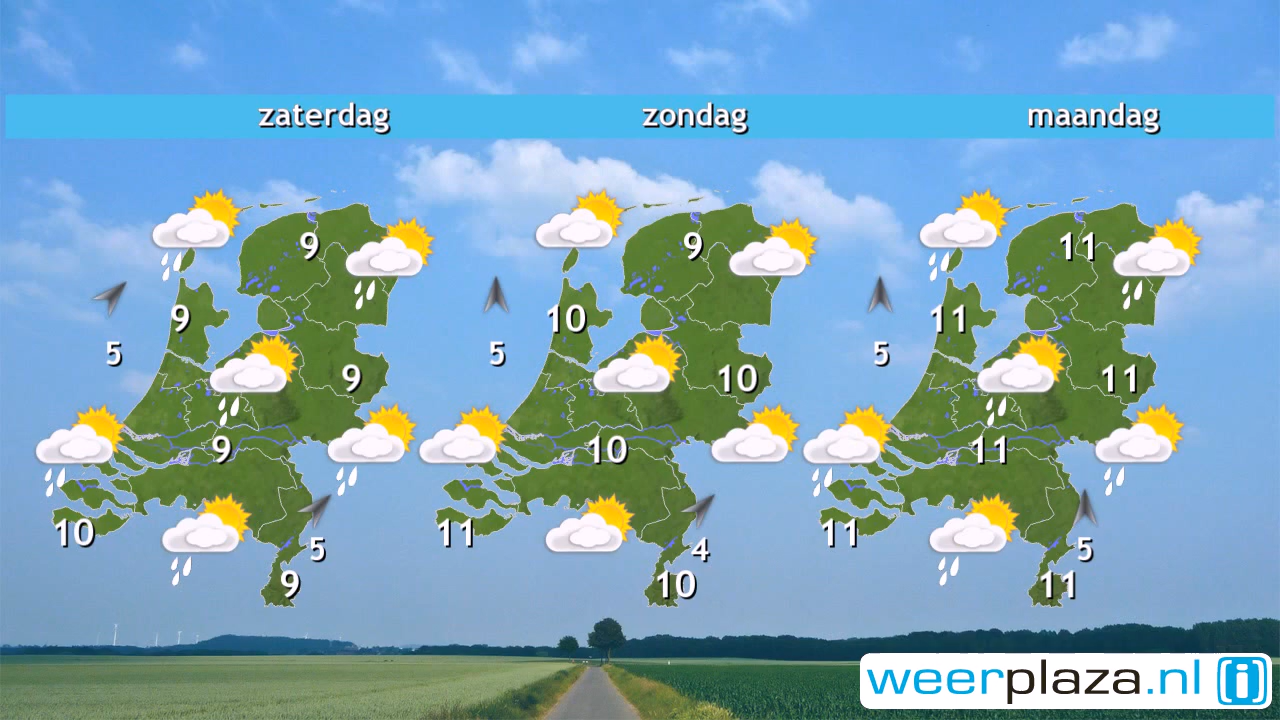 zaterdag zondag maandag
9 9 11
9 10 11
5 5 5
9 10 11
9 10 11
10 11 11
5 4 5
9 10 11
weerplaza.nl i